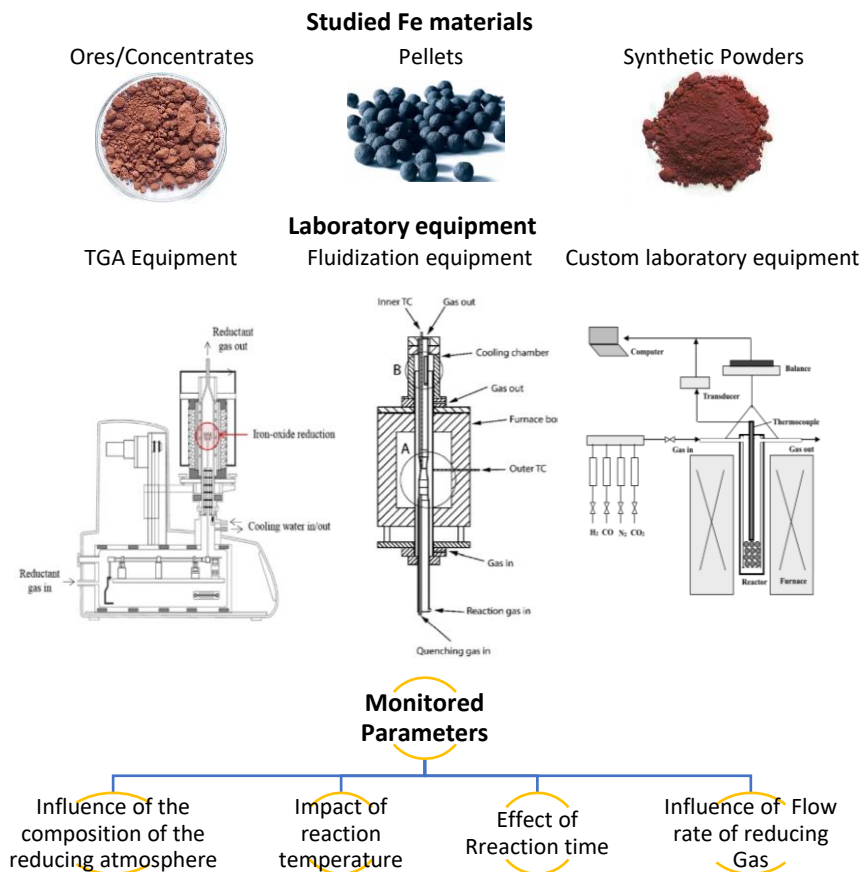 Studied Fe materials
Ores/Concentrates
Pellets
Synthetic Powders
Laboratory equipment
TGA Equipment
Fluidization equipment
Custom laboratory equipment
Reductant
gas out
Iron-oxide reduction
Cooling water in/out
Reductant
gas in
Inner TC
Gas out
Cooling chamber
B
Gas out
Furnace bo
A
Outer TC
Gas in
Reaction gas in
Quenching gas in
Computer
Balance
Transducer
Thermocouple
Gas in
Gas out
H₂ CO N₂ CO₂
Reactor
Furnace
Monitored
Parameters
Influence of the
composition of the
reducing atmosphere
Impact of
reaction
temperature
Effect of
Rreaction time
Influence of Flow
rate of reducing
Gas